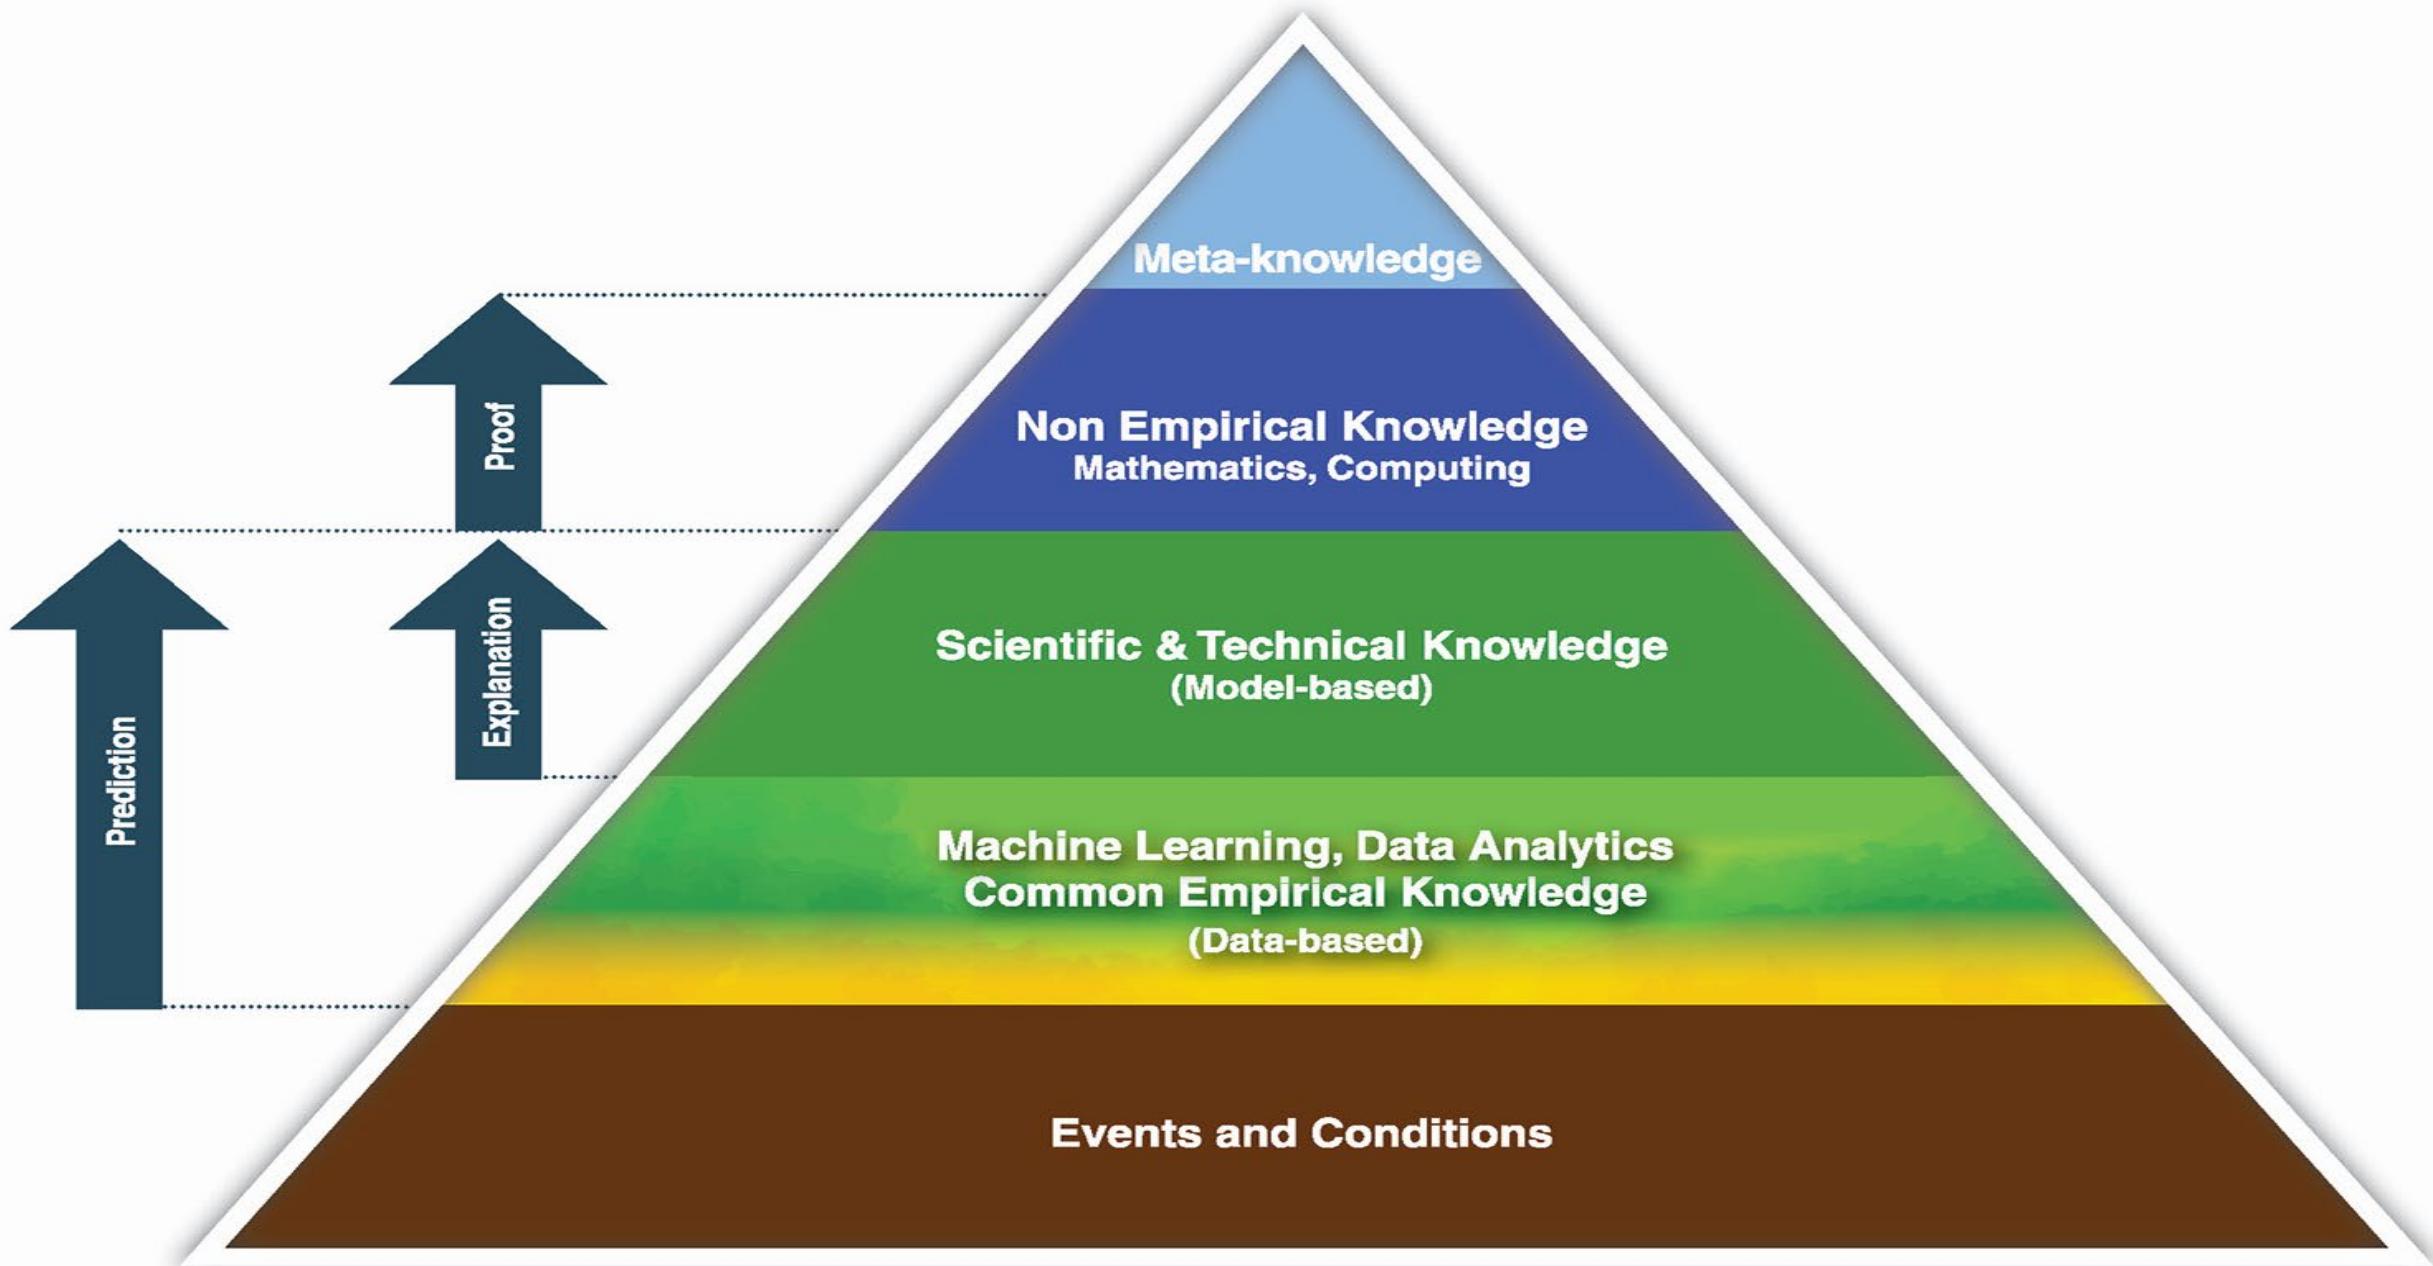 Meta-knowledge
Proof
Non Empirical Knowledge
Mathematics, Computing
Prediction
Explanation
Scientific & Technical Knowledge
(Model-based)
Machine Learning, Data Analytics
Common Empirical Knowledge
(Data-based)
Events and Conditions